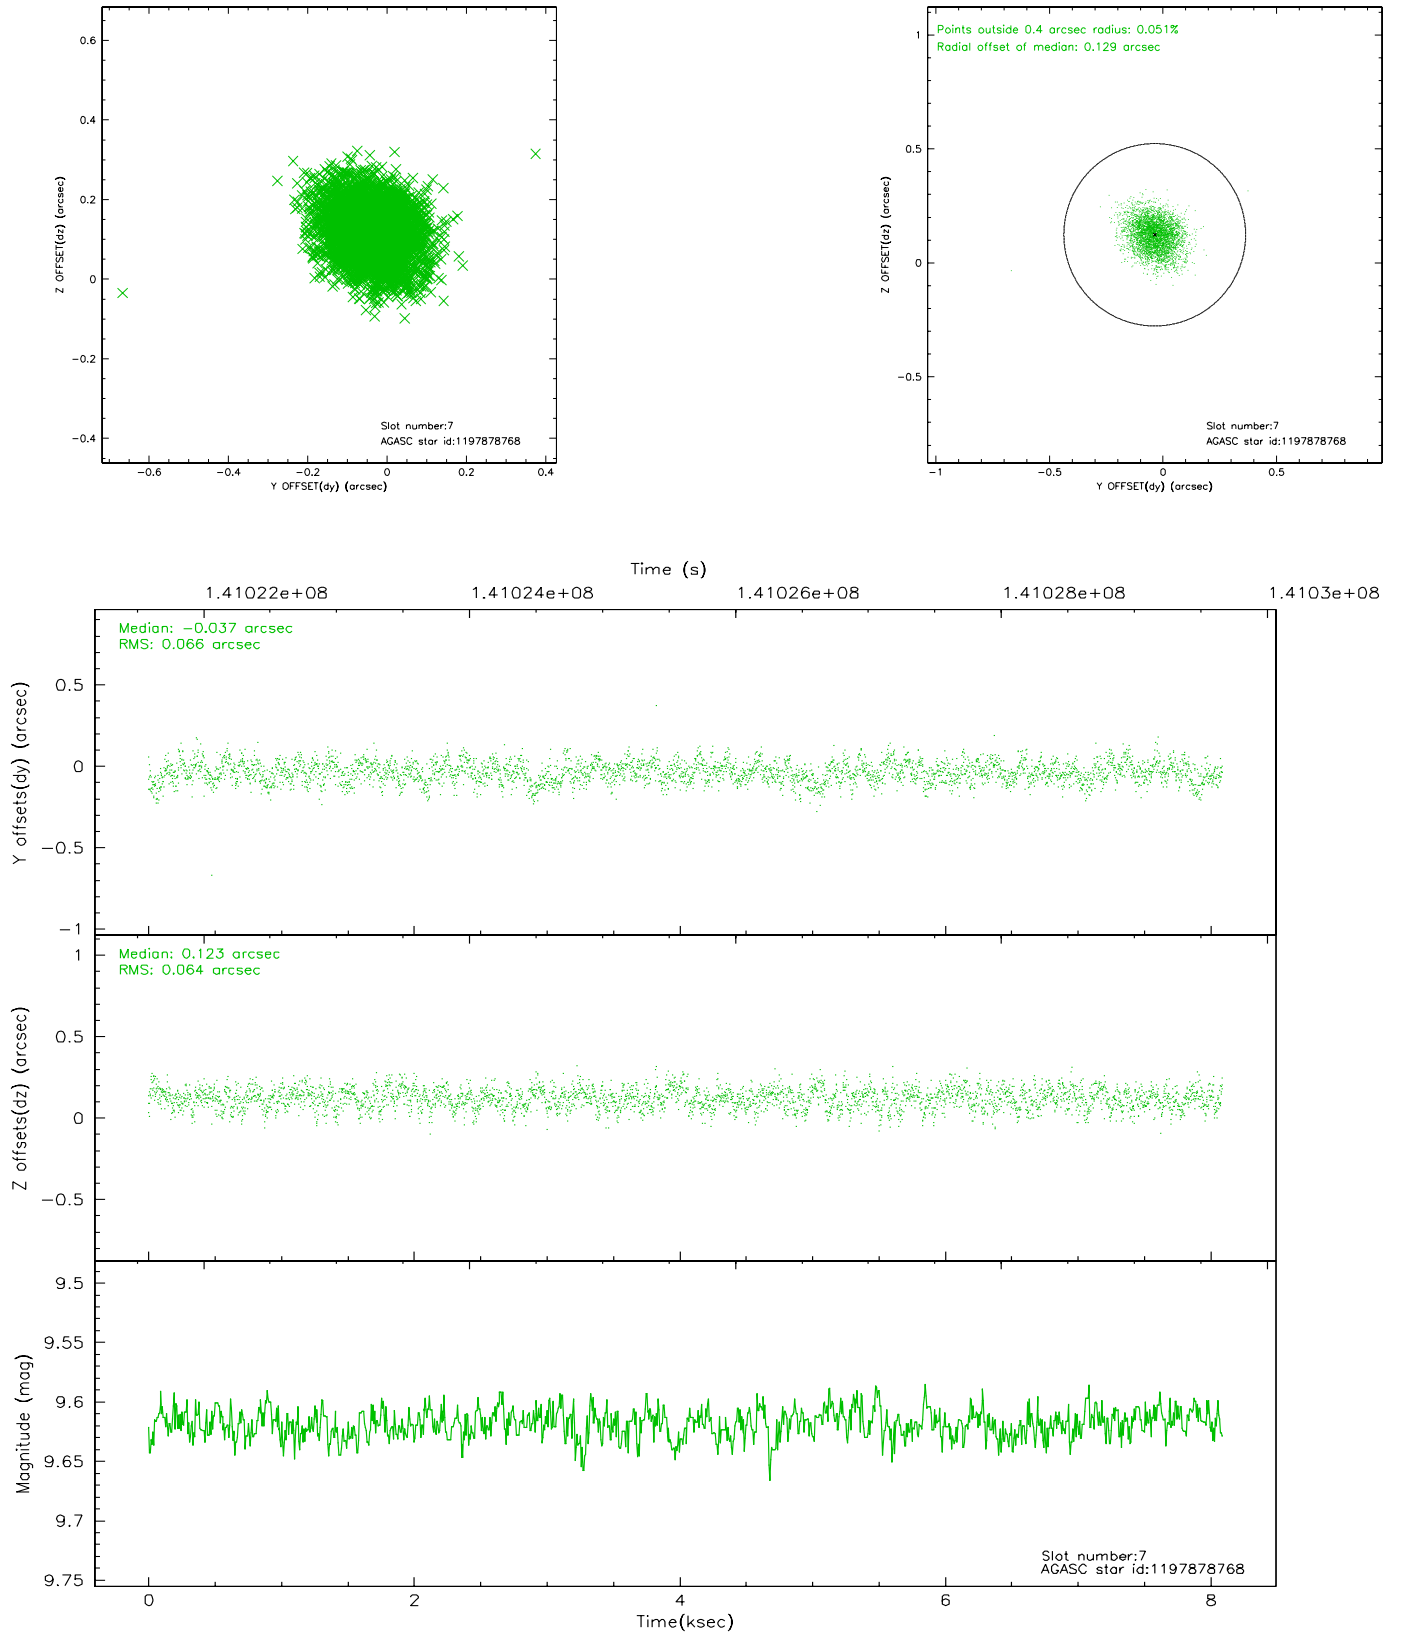 0.6
0.4
0.2
0
−0.2
−0.4
Z OFFSET(dz) (arcsec)
Slot number:7
AGASC star id:1197878768
−0.6 −0.4 −0.2 0 0.2 0.4
Y OFFSET(dy) (arcsec)
Points outside 0.4 arcsec radius: 0.051%
Radial offset of median: 0.129 arcsec
1
0.5
0
−0.5
Z OFFSET(dz) (arcsec)
Slot number:7
AGASC star id:1197878768
−1 −0.5 0 0.5
Y OFFSET(dy) (arcsec)
Time (s)
1.41022e+08 1.41024e+08 1.41026e+08 1.41028e+08 1.4103e+08
Median: −0.037 arcsec
RMS: 0.066 arcsec
0.5
0
−0.5
−1
Y offsets(dy) (arcsec)
Median: 0.123 arcsec
RMS: 0.064 arcsec
1
0.5
0
−0.5
Z offsets(dz) (arcsec)
9.5
9.55
9.6
9.65
9.7
9.75
Magnitude (mag)
Slot number:7
AGASC star id:1197878768
0 2 4 6 8
Time(ksec)